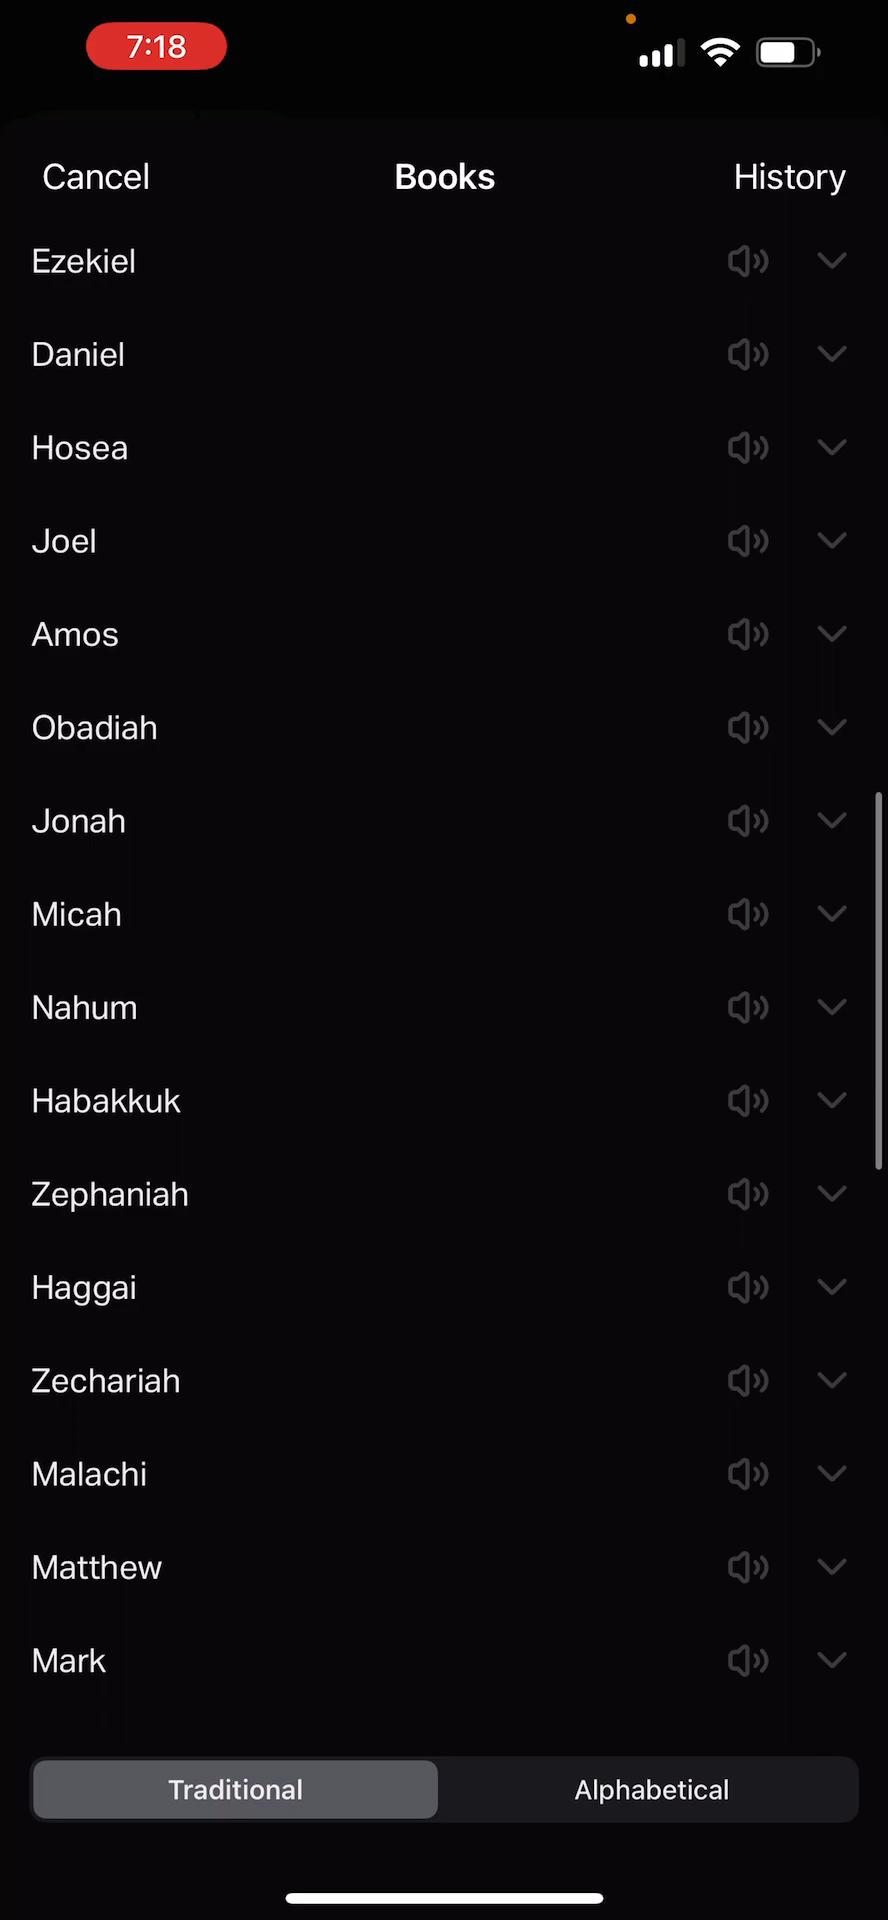 7:18
Cancel Books History
Ezekiel
Daniel
Hosea
Joel
Amos
Obadiah
Jonah
Micah
Nahum
Habakkuk
Zephaniah
Haggai
Zechariah
Malachi
Matthew
Mark
Traditional Alphabetical